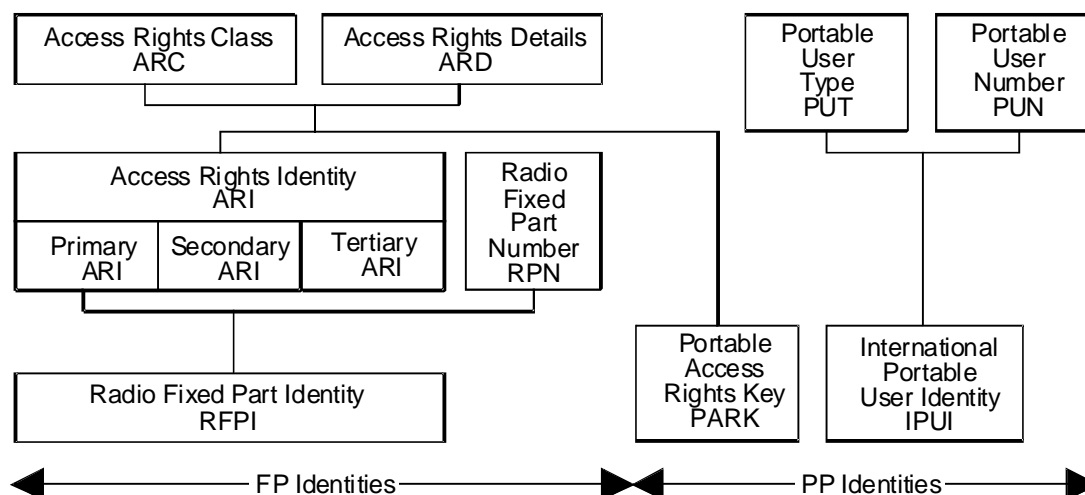 Access Rights Class
ARC
Access Rights Details
ARD
Portable
User
Type
PUT
Portable
User
Number
PUN
Access Rights Identity
ARI
Primary
ARI
Secondary
ARI
Tertiary
ARI
Radio
Fixed
Part
Number
RPN
Radio Fixed Part Identity
RFPI
Portable
Access
Rights Key
PARK
International
Portable
User Identity
IPUI
FP Identities
PP Identities